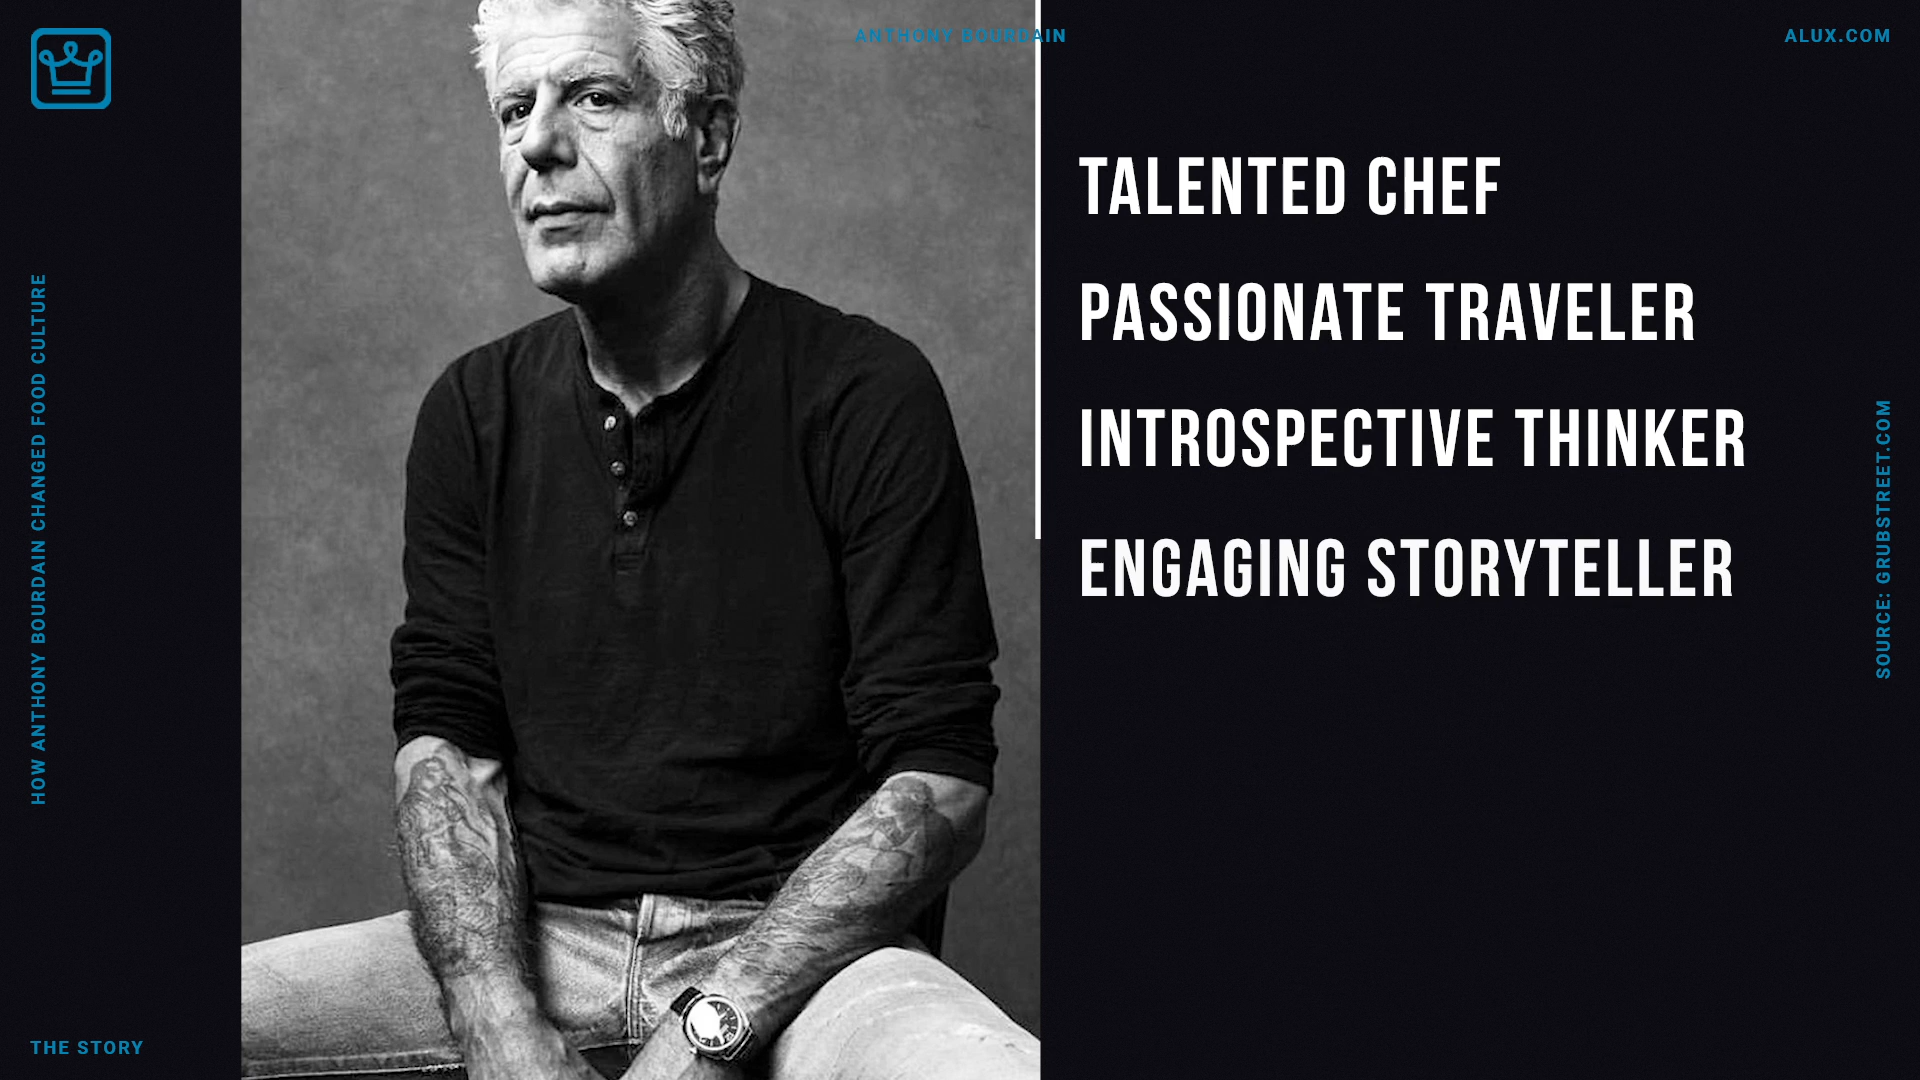 ANTHONY BOURDAIN
ALUX.COM
TALENTED CHEF
PASSIONATE TRAVELER
INTROSPECTIVE THINKER
ENGAGING STORYTELLER
HOW ANTHONY BOURDAIN CHANGED FOOD CULTURE
SOURCE: GRUBSTREET.COM
THE STORY